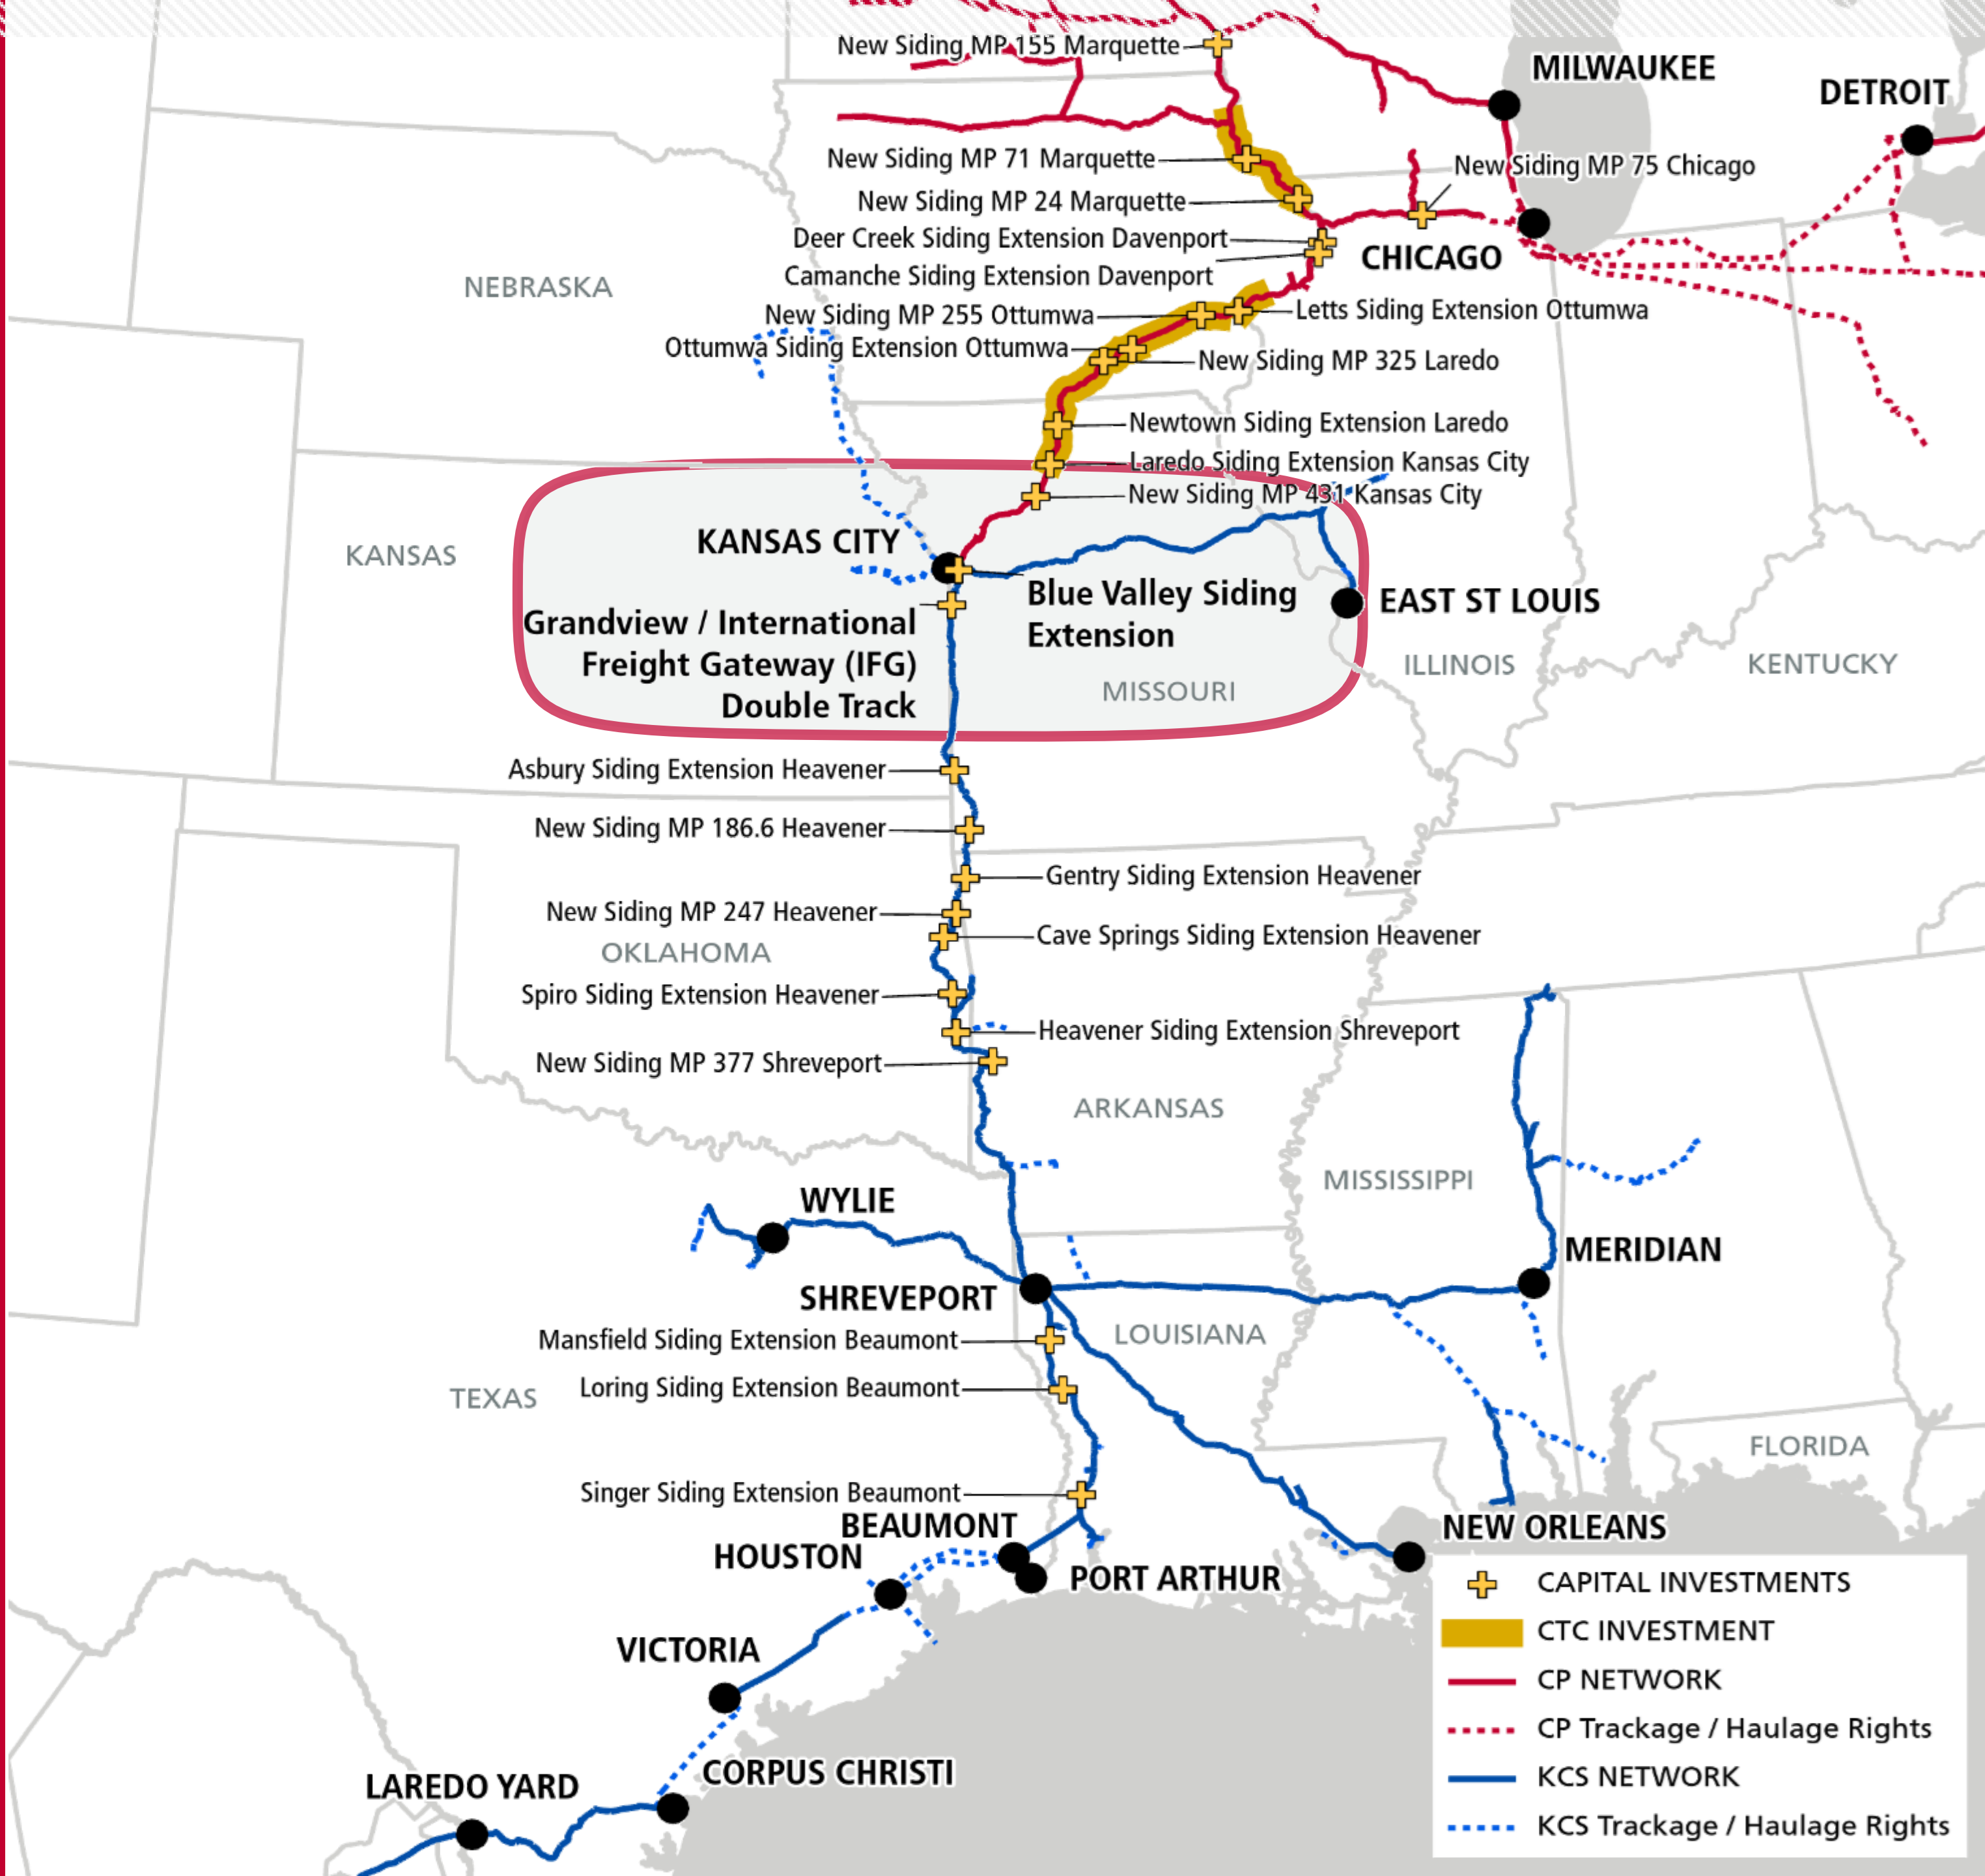 New Siding MP 155 Marquette
MILWAUKEE
DETROIT
New Siding MP 71 Marquette
New Siding MP 75 Chicago
New Siding MP 24 Marquette
Deer Creek Siding Extension Davenport
CHICAGO
Camanche Siding Extension Davenport
NEBRASKA
New Siding MP 255 Ottumwa
Letts Siding Extension Ottumwa
Ottumwa Siding Extension Ottumwa
New Siding MP 325 Laredo
Newtown Siding Extension Laredo
Laredo Siding Extension Kansas City
New Siding MP 431 Kansas City
KANSAS CITY
KANSAS
Blue Valley Siding
Extension
EAST ST LOUIS
Grandview / International
Freight Gateway (IFG)
Double Track
ILLINOIS
KENTUCKY
MISSOURI
Asbury Siding Extension Heavener
New Siding MP 186.6 Heavener
Gentry Siding Extension Heavener
New Siding MP 247 Heavener
Cave Springs Siding Extension Heavener
OKLAHOMA
Spiro Siding Extension Heavener
Heavener Siding Extension Shreveport
New Siding MP 377 Shreveport
ARKANSAS
MISSISSIPPI
WYLIE
MERIDIAN
SHREVEPORT
LOUISIANA
Mansfield Siding Extension Beaumont
Loring Siding Extension Beaumont
TEXAS
FLORIDA
Singer Siding Extension Beaumont
BEAUMONT
NEW ORLEANS
HOUSTON
PORT ARTHUR
VICTORIA
CORPUS CHRISTI
LAREDO YARD
CAPITAL INVESTMENTS
CTC INVESTMENT
CP NETWORK
CP Trackage / Haulage Rights
KCS NETWORK
KCS Trackage / Haulage Rights